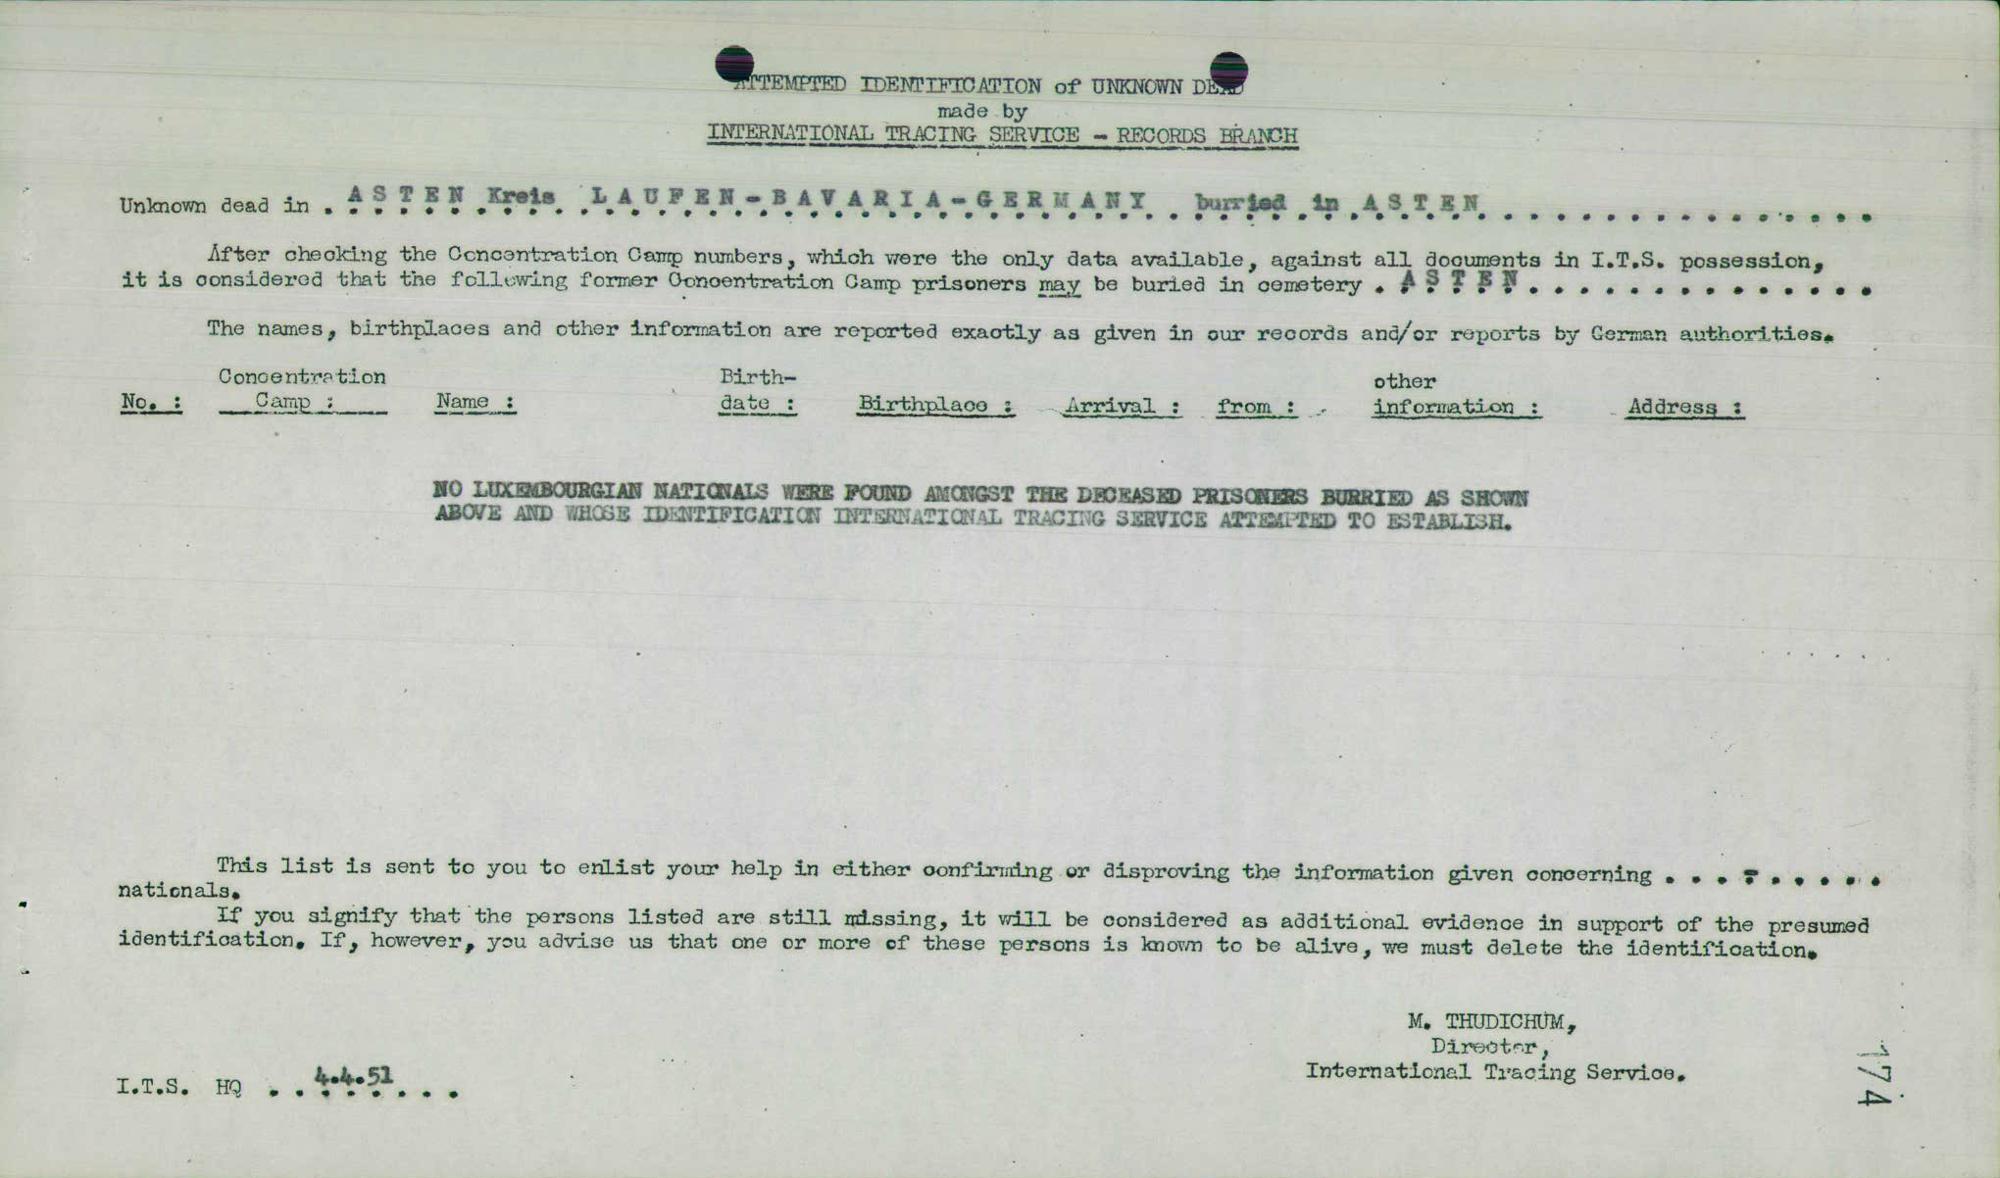 ATTEMPTED IDENTIFICATION of UNKNOWN DEAD
made by
INTERNATIONAL TRACING SERVICE - RECORDS BRANCH
Unknown dead in . ASTEN Kreis LAUFEN-BAVARIA-GERMANY burried in ASTEN
After checking the Concentration Camp numbers, which were the only data available, against all documents in I.T.S. possession,
it is considered that the following former Concentration Camp prisoners may be buried in cemetery . ASTEN
The names, birthplaces and other information are reported exactly as given in our records and/or reports by German authorities.
Concentration Birth- other
No. : Camp : Name : date : Birthplace : Arrival : from : information : Address :
NO LUXEMBOURGIAN NATIONALS WERE FOUND AMONGST THE DECEASED PRISONERS BURRIED AS SHOWN
ABOVE AND WHOSE IDENTIFICATION INTERNATIONAL TRACING SERVICE ATTEMPTED TO ESTABLISH.
This list is sent to you to enlist your help in either confirming or disproving the information given concerning . . . - . . . . .
nationals.
If you signify that the persons listed are still missing, it will be considered as additional evidence in support of the presumed
identification. If, however, you advise us that one or more of these persons is known to be alive, we must delete the identification.
M. THUDICHUM,
Director,
International Tracing Service.
I.T.S. HQ . . 4.4.51 . . .
174